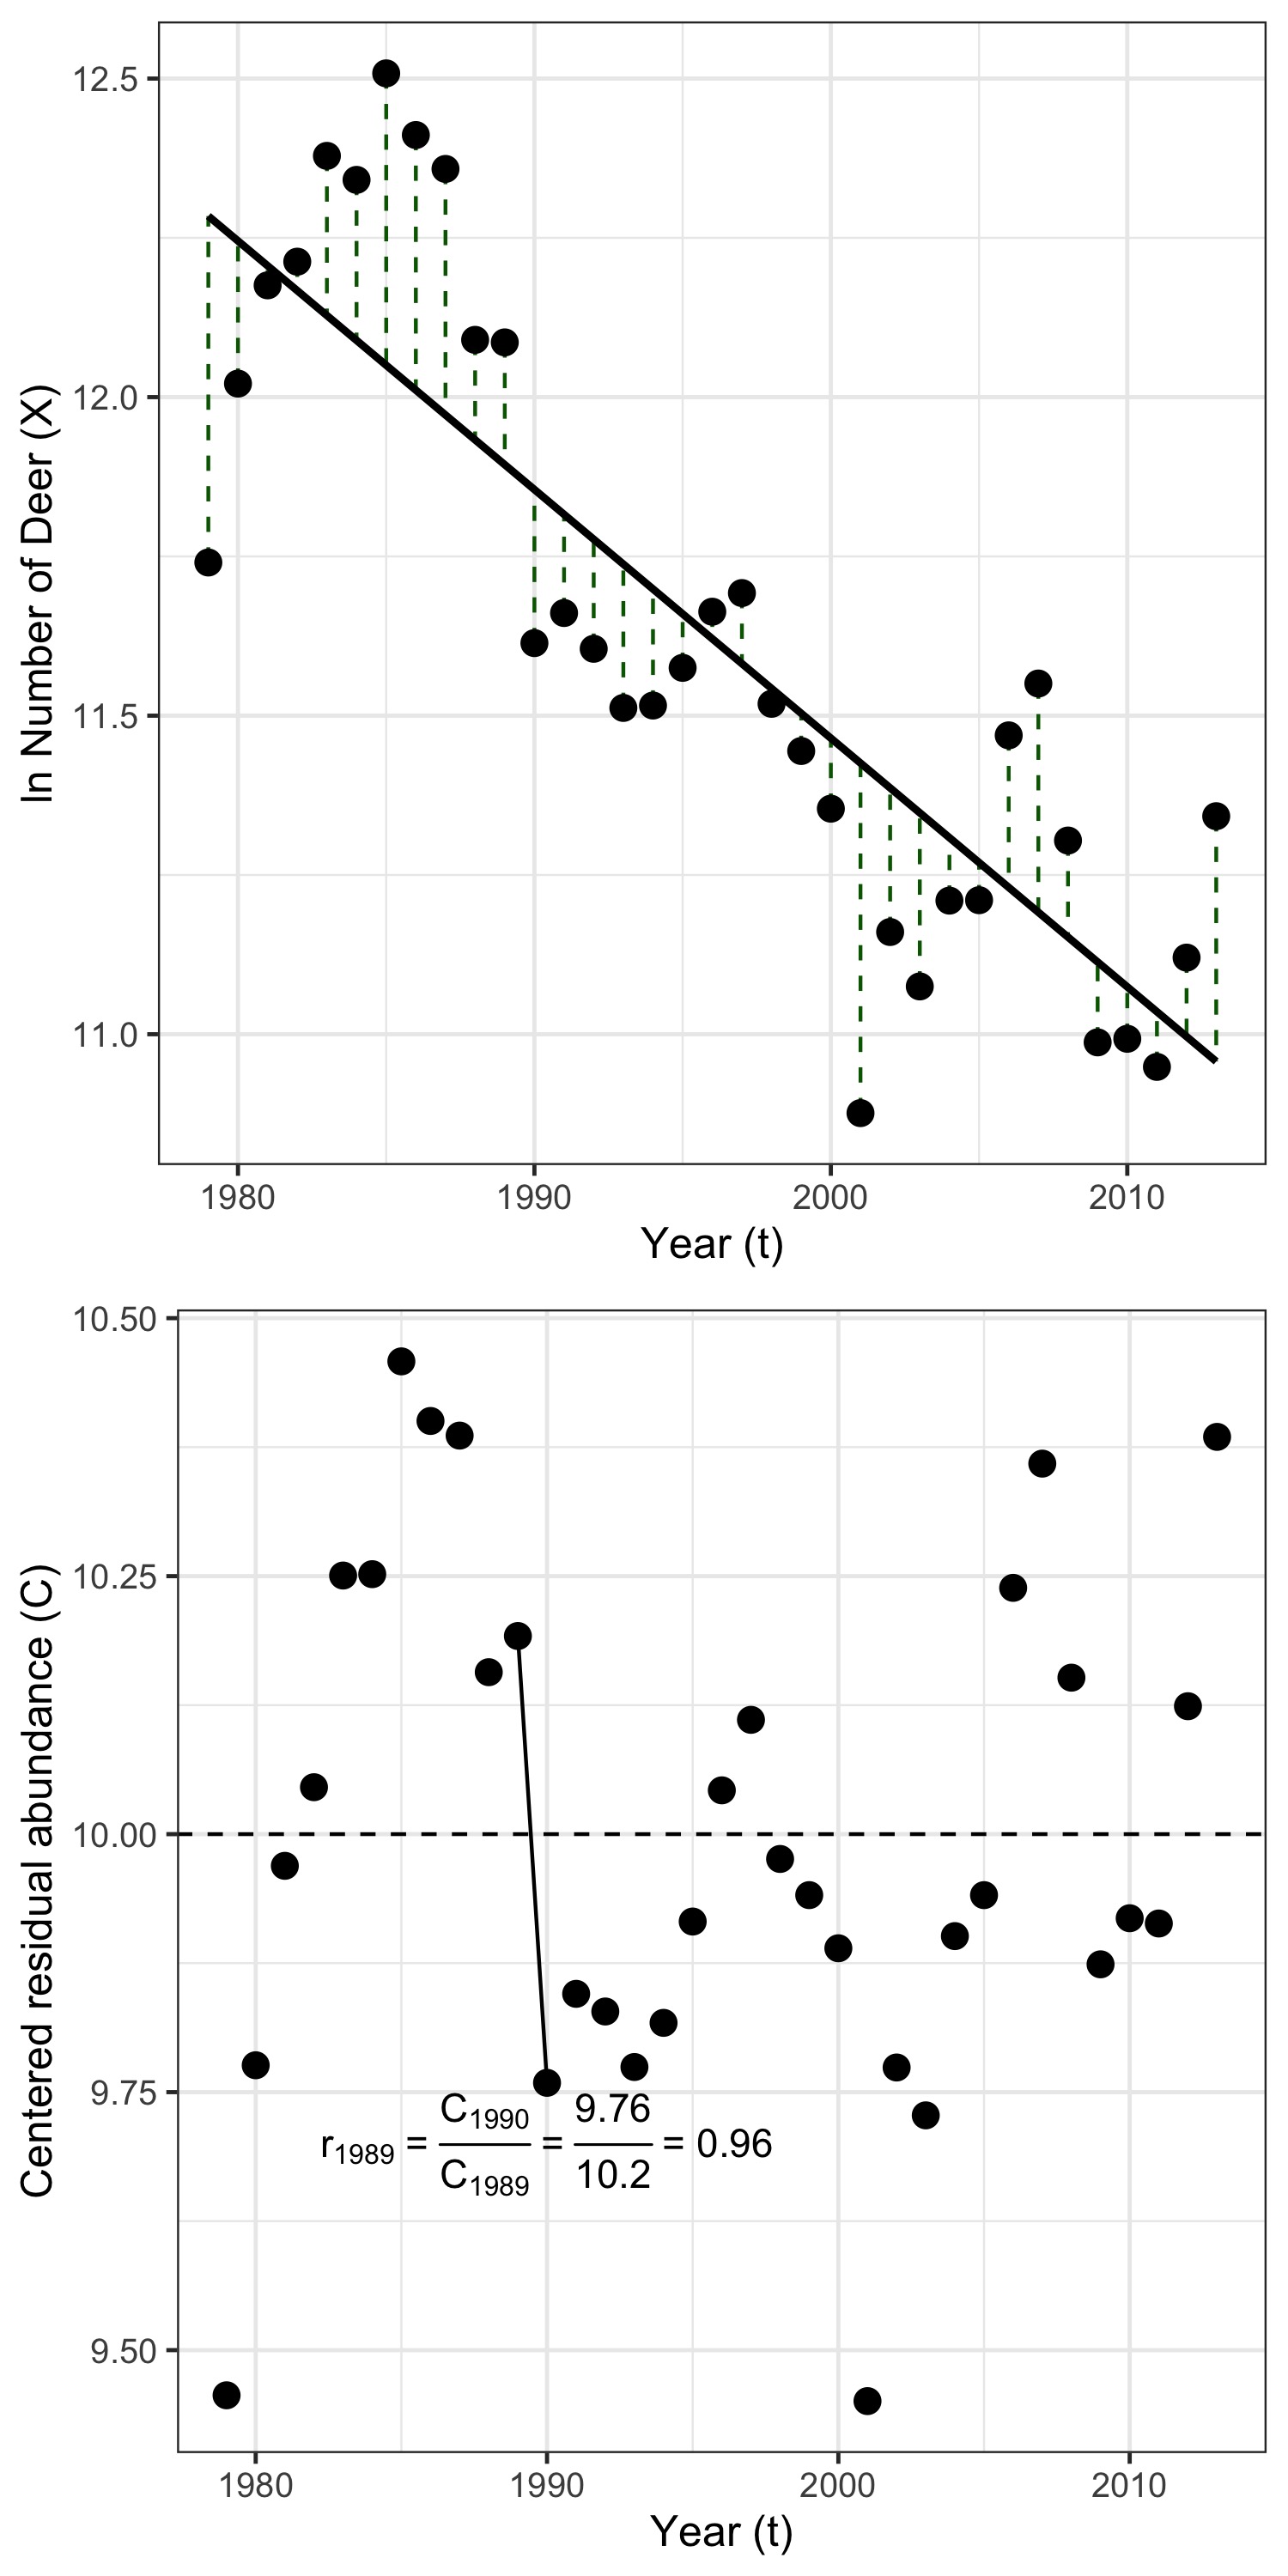 12.5
12.0
11.5
11.0
ln Number of Deer (X)
1980 1990 2000 2010
Year (t)
10.50
10.25
10.00
9.75
9.50
Centered residual abundance (C)
r1989 = C1990 / C1989 = 9.76 / 10.2 = 0.96
1980 1990 2000 2010
Year (t)